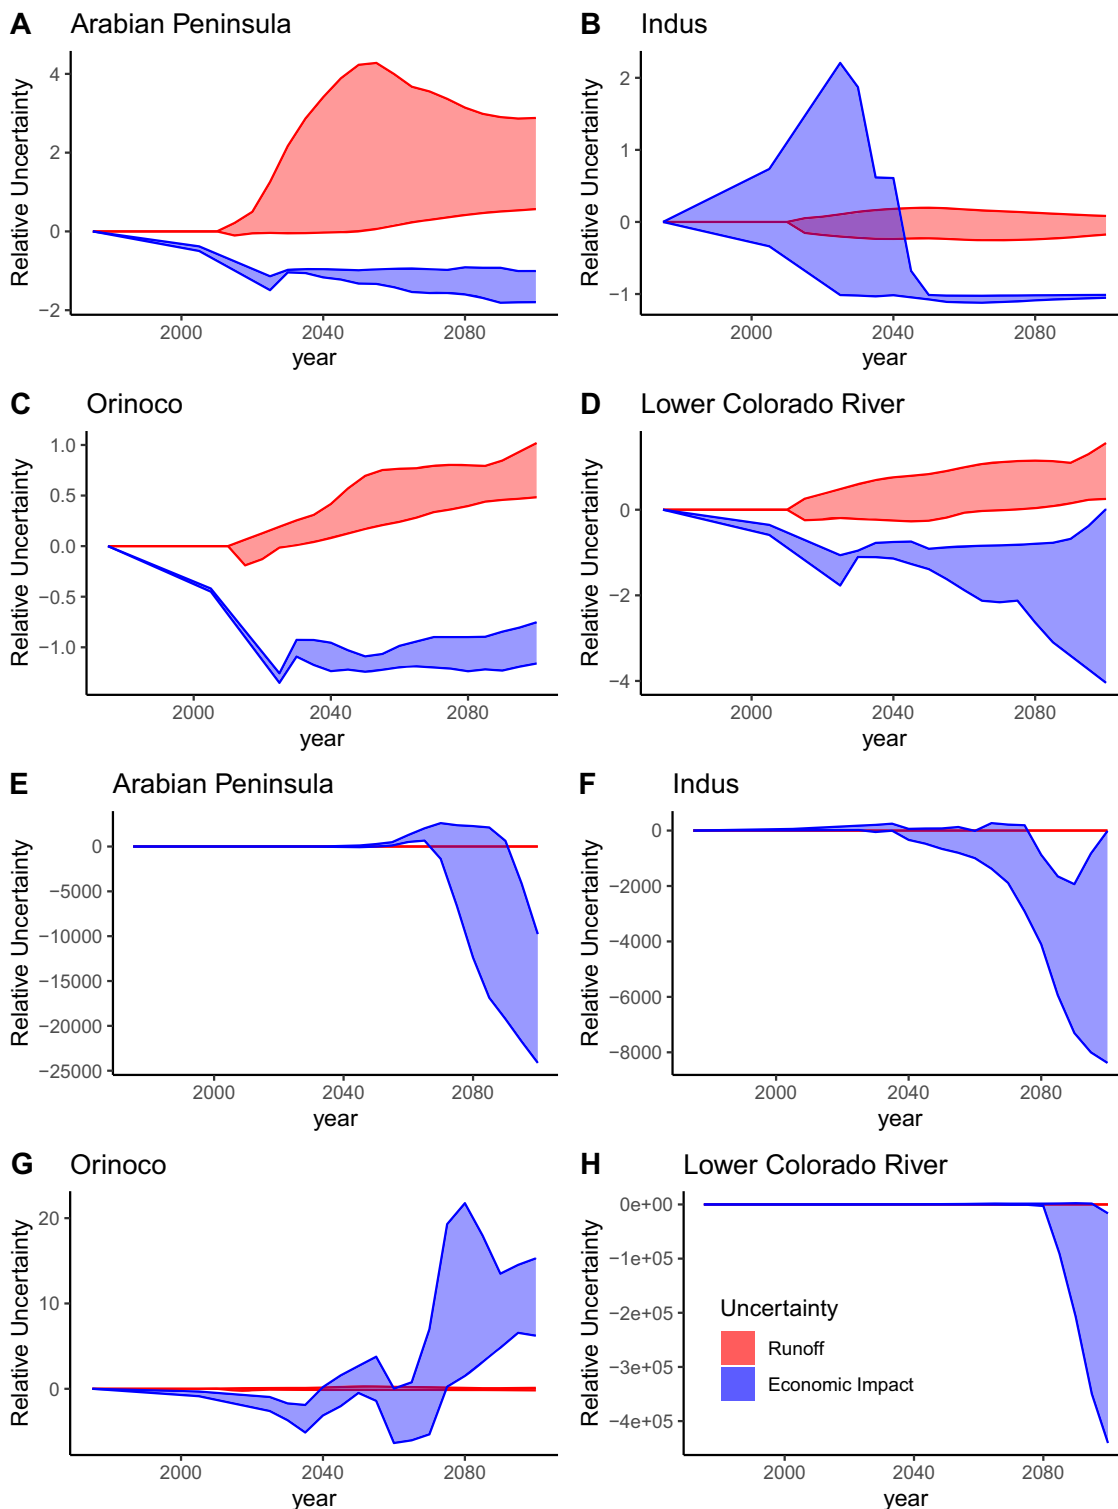 A Arabian Peninsula
Relative Uncertainty
4
2
0
−2
2000 2040 2080
year
B Indus
Relative Uncertainty
2
1
0
−1
2000 2040 2080
year
C Orinoco
Relative Uncertainty
1.0
0.5
0.0
−0.5
−1.0
2000 2040 2080
year
D Lower Colorado River
Relative Uncertainty
0
−2
−4
2000 2040 2080
year
E Arabian Peninsula
Relative Uncertainty
0
−5000
−10000
−15000
−20000
−25000
2000 2040 2080
year
F Indus
Relative Uncertainty
0
−2000
−4000
−6000
−8000
2000 2040 2080
year
G Orinoco
Relative Uncertainty
20
10
0
2000 2040 2080
year
H Lower Colorado River
Relative Uncertainty
0e+00
−1e+05
−2e+05
−3e+05
−4e+05
Uncertainty
Runoff
Economic Impact
2000 2040 2080
year